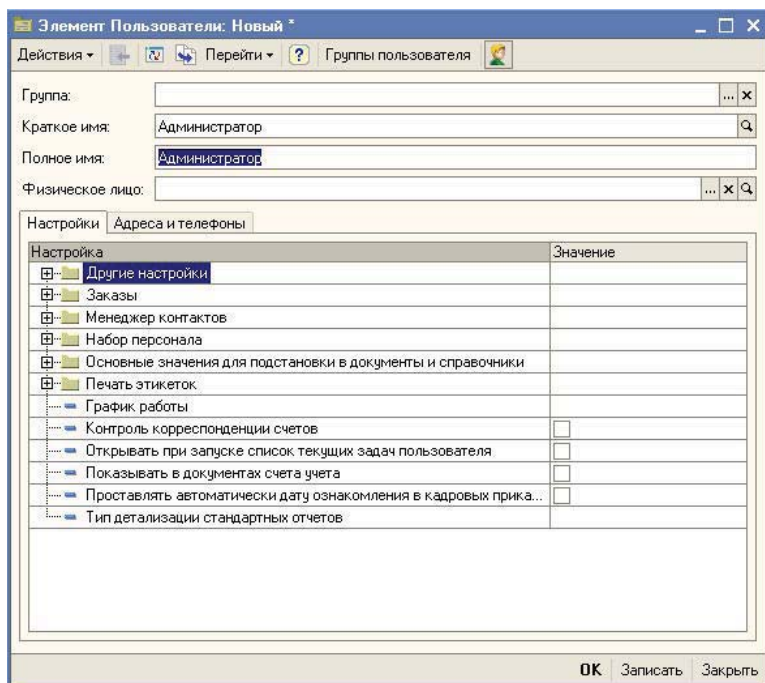 Элемент Пользователи: Новый *
Действия Перейти ? Группы пользователя
Группа: ...
Краткое имя: Администратор
Полное имя: Администратор
Физическое лицо: ...
Настройки Адреса и телефоны
Настройка Значение
Другие настройки
Заказы
Менеджер контактов
Набор персонала
Основные значения для подстановки в документы и справочники
Печать этикеток
График работы
Контроль корреспонденции счетов
Открывать при запуске список текущих задач пользователя
Показывать в документах счета учета
Проставлять автоматически дату ознакомления в кадровых прика...
Тип детализации стандартных отчетов
OK Записать Закрыть